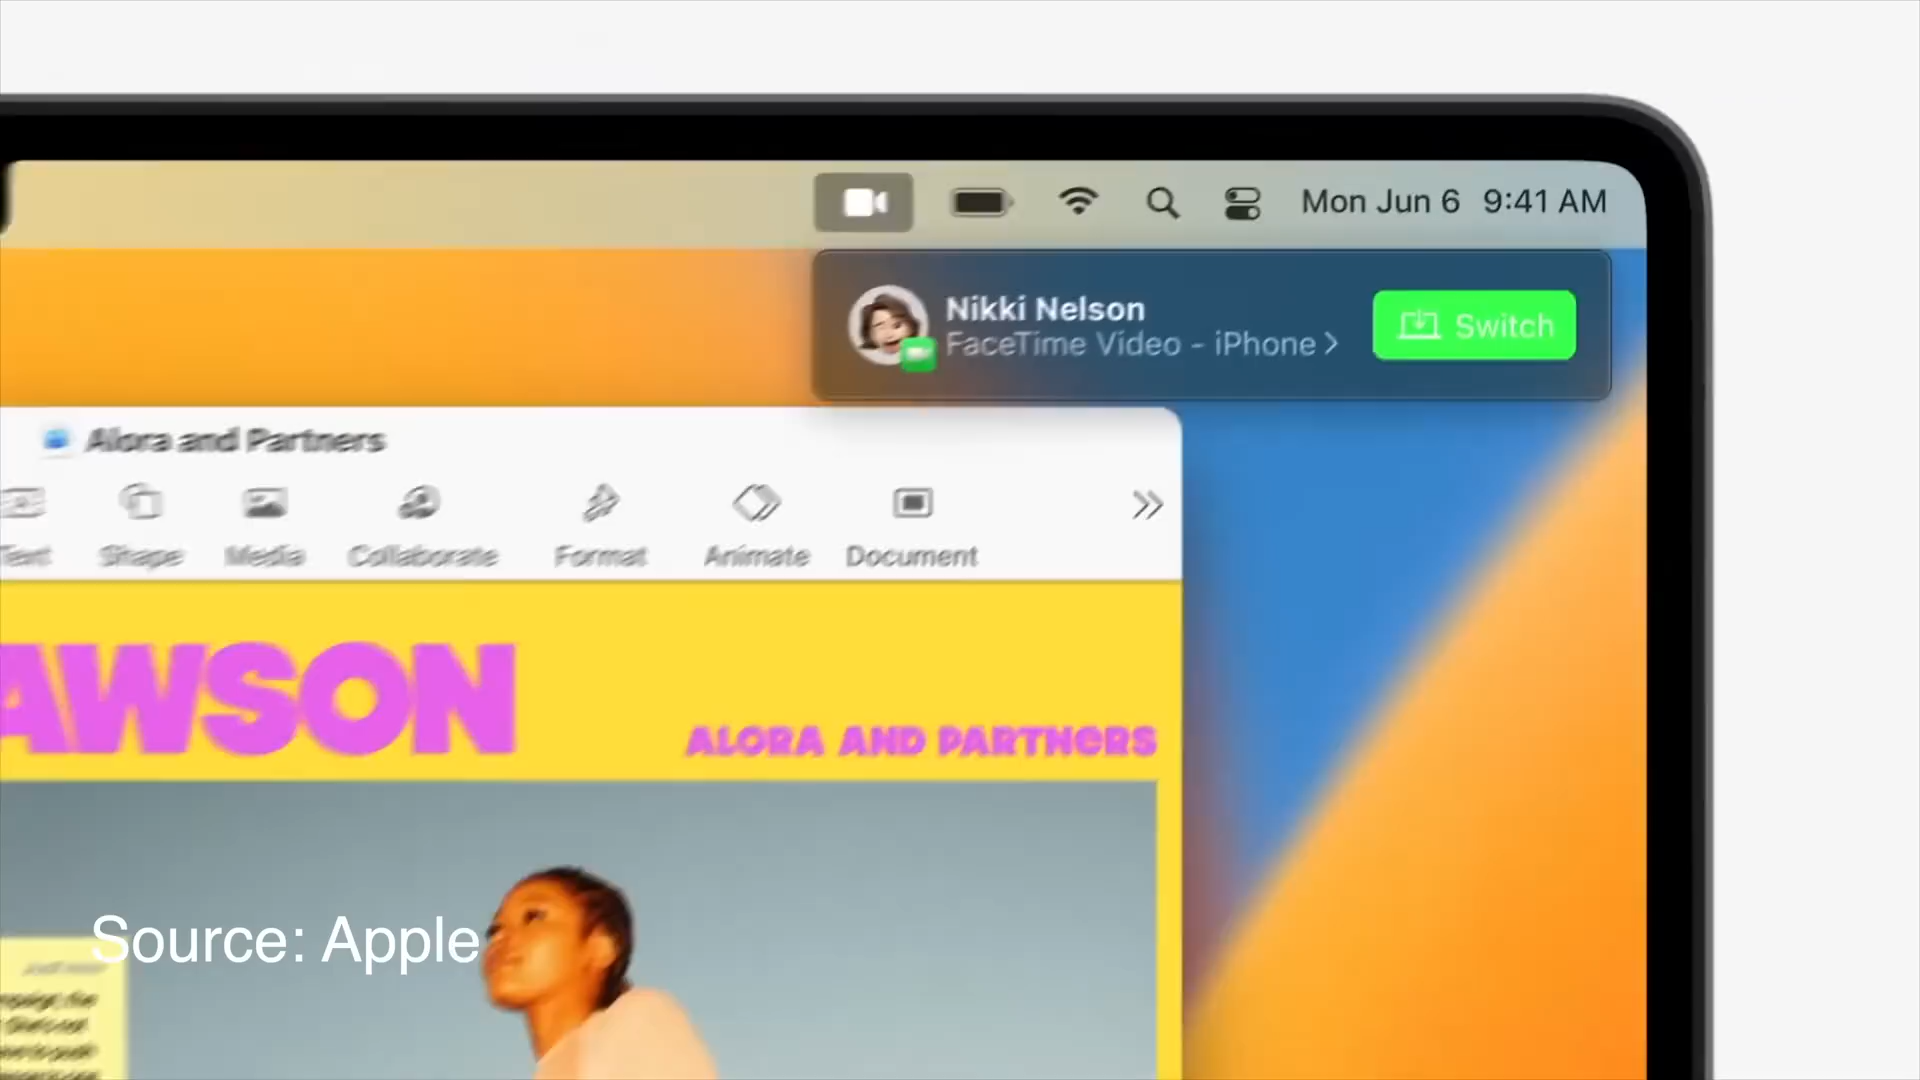 Mon Jun 6 9:41 AM
Nikki Nelson
FaceTime Video - iPhone
Switch
Alora and Partners
Text Shape Media Collaborate Format Animate Document
AWSON
ALORA AND PARTNERS
Source: Apple